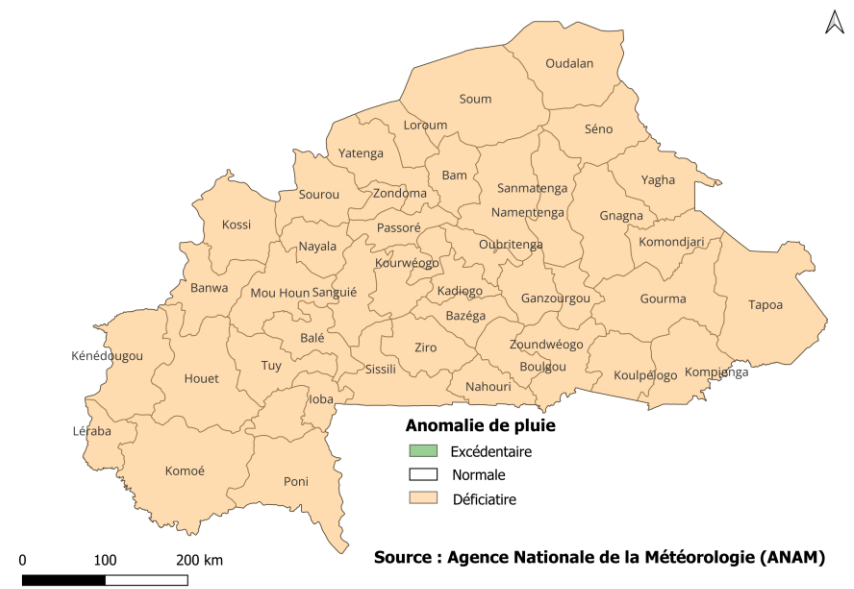 Oudalan
Soum
Loroum
Séno
Yatenga
Bam
Yagha
Sourou
Zondoma
Sanmatenga
Namentenga
Gnagna
Kossi
Passoré
Nayala
Oubritenga
Komondjari
Kourwéogo
Banwa
Mou Houn
Sanguié
Kadiogo
Ganzourgou
Gourma
Tapoa
Bazéga
Balé
Ziro
Zoundwéogo
Kénédougou
Houet
Tuy
Sissili
Boulgou
Koulpélogo
Kompienga
Nahouri
Ioba
Léraba
Komoé
Poni
Anomalie de pluie
Excédentaire
Normale
Déficiatire
0 100 200 km
Source : Agence Nationale de la Météorologie (ANAM)